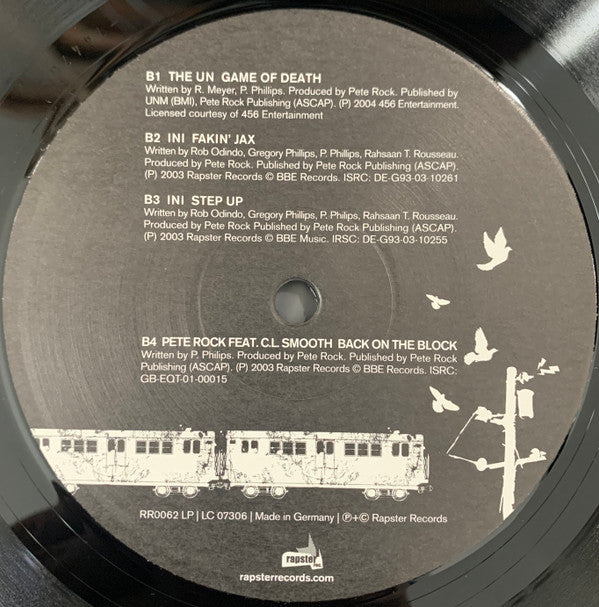 B1 THE UN GAME OF DEATH
Written by R. Meyer, P. Phillips. Produced by Pete Rock. Published by
UNM (BMI), Pete Rock Publishing (ASCAP). (P) 2004 456 Entertainment.
Licensed courtesy of 456 Entertainment
B2 INI FAKIN' JAX
Written by Rob Odindo, Gregory Phillips, P. Phillips, Rahsaan T. Rousseau.
Produced by Pete Rock. Published by Pete Rock Publishing (ASCAP).
(P) 2003 Rapster Records © BBE Records. ISRC: DE-G93-03-10261
B3 INI STEP UP
Written by Rob Odindo, Gregory Phillips, P. Philips, Rahsaan T. Rousseau.
Produced by Pete Rock Published by Pete Rock Publishing (ASCAP).
(P) 2003 Rapster Records © BBE Music. IRSC: DE-G93-03-10255
B4 PETE ROCK FEAT. C.L. SMOOTH BACK ON THE BLOCK
Written by P. Philips. Produced by Pete Rock. Published by Pete Rock
Publishing (ASCAP). (P) 2003 Rapster Records © BBE Records. ISRC:
GB-EQT-01-00015
RR0062 LP | LC 07306 | Made in Germany | ℗+© Rapster Records
rapster
inc.
rapsterrecords.com